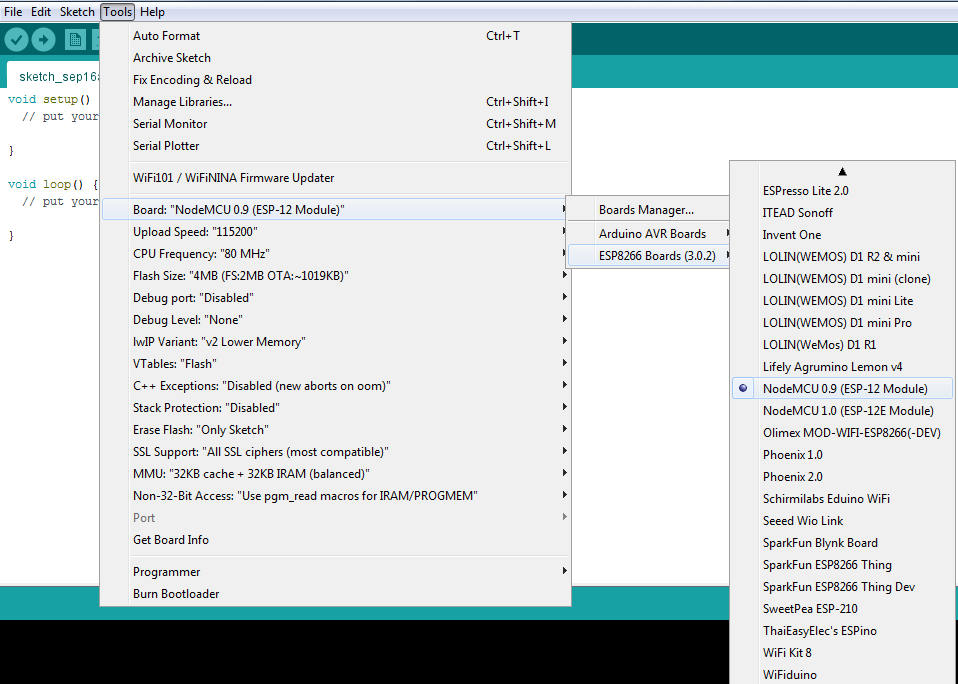 File Edit Sketch Tools Help
sketch_sep16a
void setup()
// put your
}
void loop() {
// put your
}
Auto Format Ctrl+T
Archive Sketch
Fix Encoding & Reload
Manage Libraries... Ctrl+Shift+I
Serial Monitor Ctrl+Shift+M
Serial Plotter Ctrl+Shift+L
WiFi101 / WiFiNINA Firmware Updater
Board: "NodeMCU 0.9 (ESP-12 Module)"
Upload Speed: "115200"
CPU Frequency: "80 MHz"
Flash Size: "4MB (FS:2MB OTA:~1019KB)"
Debug port: "Disabled"
Debug Level: "None"
lwIP Variant: "v2 Lower Memory"
VTables: "Flash"
C++ Exceptions: "Disabled (new aborts on oom)"
Stack Protection: "Disabled"
Erase Flash: "Only Sketch"
SSL Support: "All SSL ciphers (most compatible)"
MMU: "32KB cache + 32KB IRAM (balanced)"
Non-32-Bit Access: "Use pgm_read macros for IRAM/PROGMEM"
Port
Get Board Info
Programmer
Burn Bootloader
Boards Manager...
Arduino AVR Boards
ESP8266 Boards (3.0.2)
ESPresso Lite 2.0
ITEAD Sonoff
Invent One
LOLIN(WEMOS) D1 R2 & mini
LOLIN(WEMOS) D1 mini (clone)
LOLIN(WEMOS) D1 mini Lite
LOLIN(WEMOS) D1 mini Pro
LOLIN(WeMos) D1 R1
Lifely Agrumino Lemon v4
NodeMCU 0.9 (ESP-12 Module)
NodeMCU 1.0 (ESP-12E Module)
Olimex MOD-WIFI-ESP8266(-DEV)
Phoenix 1.0
Phoenix 2.0
Schirmilabs Eduino WiFi
Seeed Wio Link
SparkFun Blynk Board
SparkFun ESP8266 Thing
SparkFun ESP8266 Thing Dev
SweetPea ESP-210
ThaiEasyElec's ESPino
WiFi Kit 8
WiFiduino